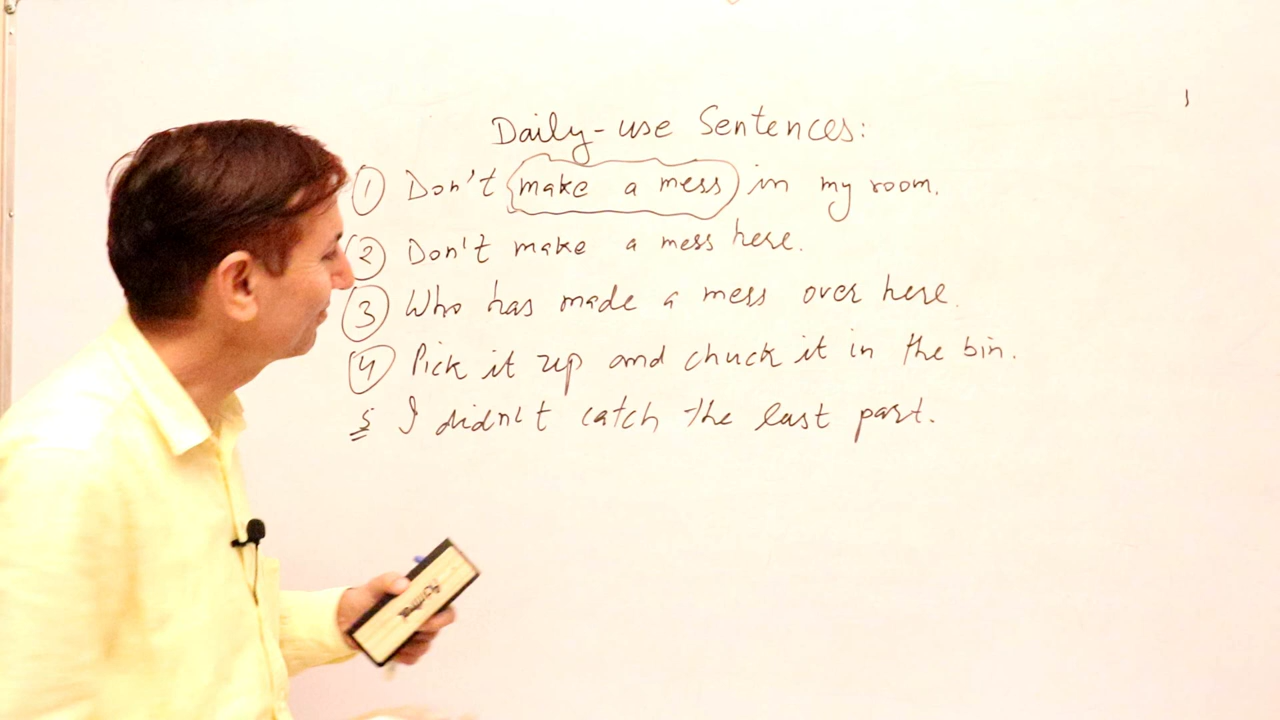 Daily-use Sentences:
1 Don't make a mess in my room.
2 Don't make a mess here.
3 Who has made a mess over here.
4 Pick it up and chuck it in the bin.
5 I didn't catch the last part.